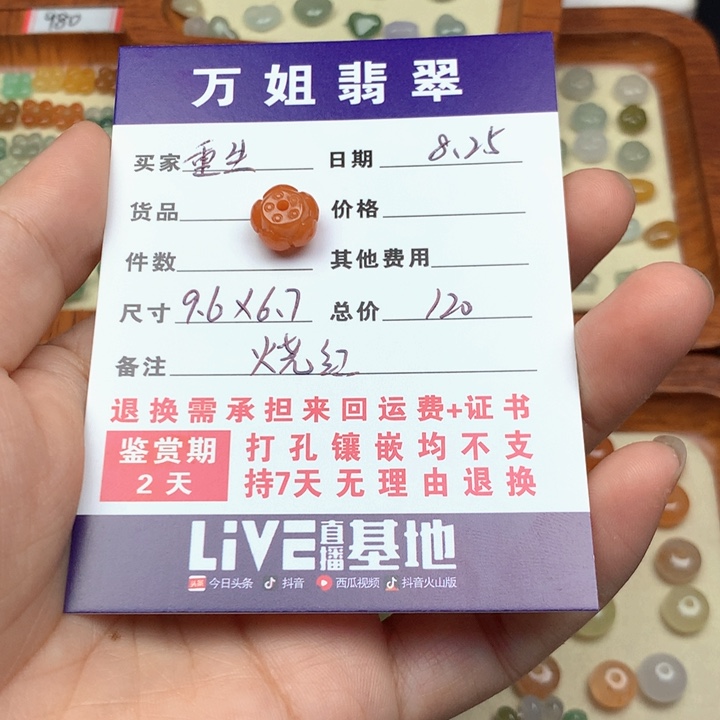 980
万姐翡翠
买家 重生 日期 8.25
货品 价格
件数 其他费用
尺寸 9.6×6.7 总价 120
备注 烧红
退换需承担来回运费+证书
鉴赏期 打孔镶嵌均不支
2天 持7天无理由退换
LiVE直播基地
头条 今日头条 抖音 西瓜视频 抖音火山版